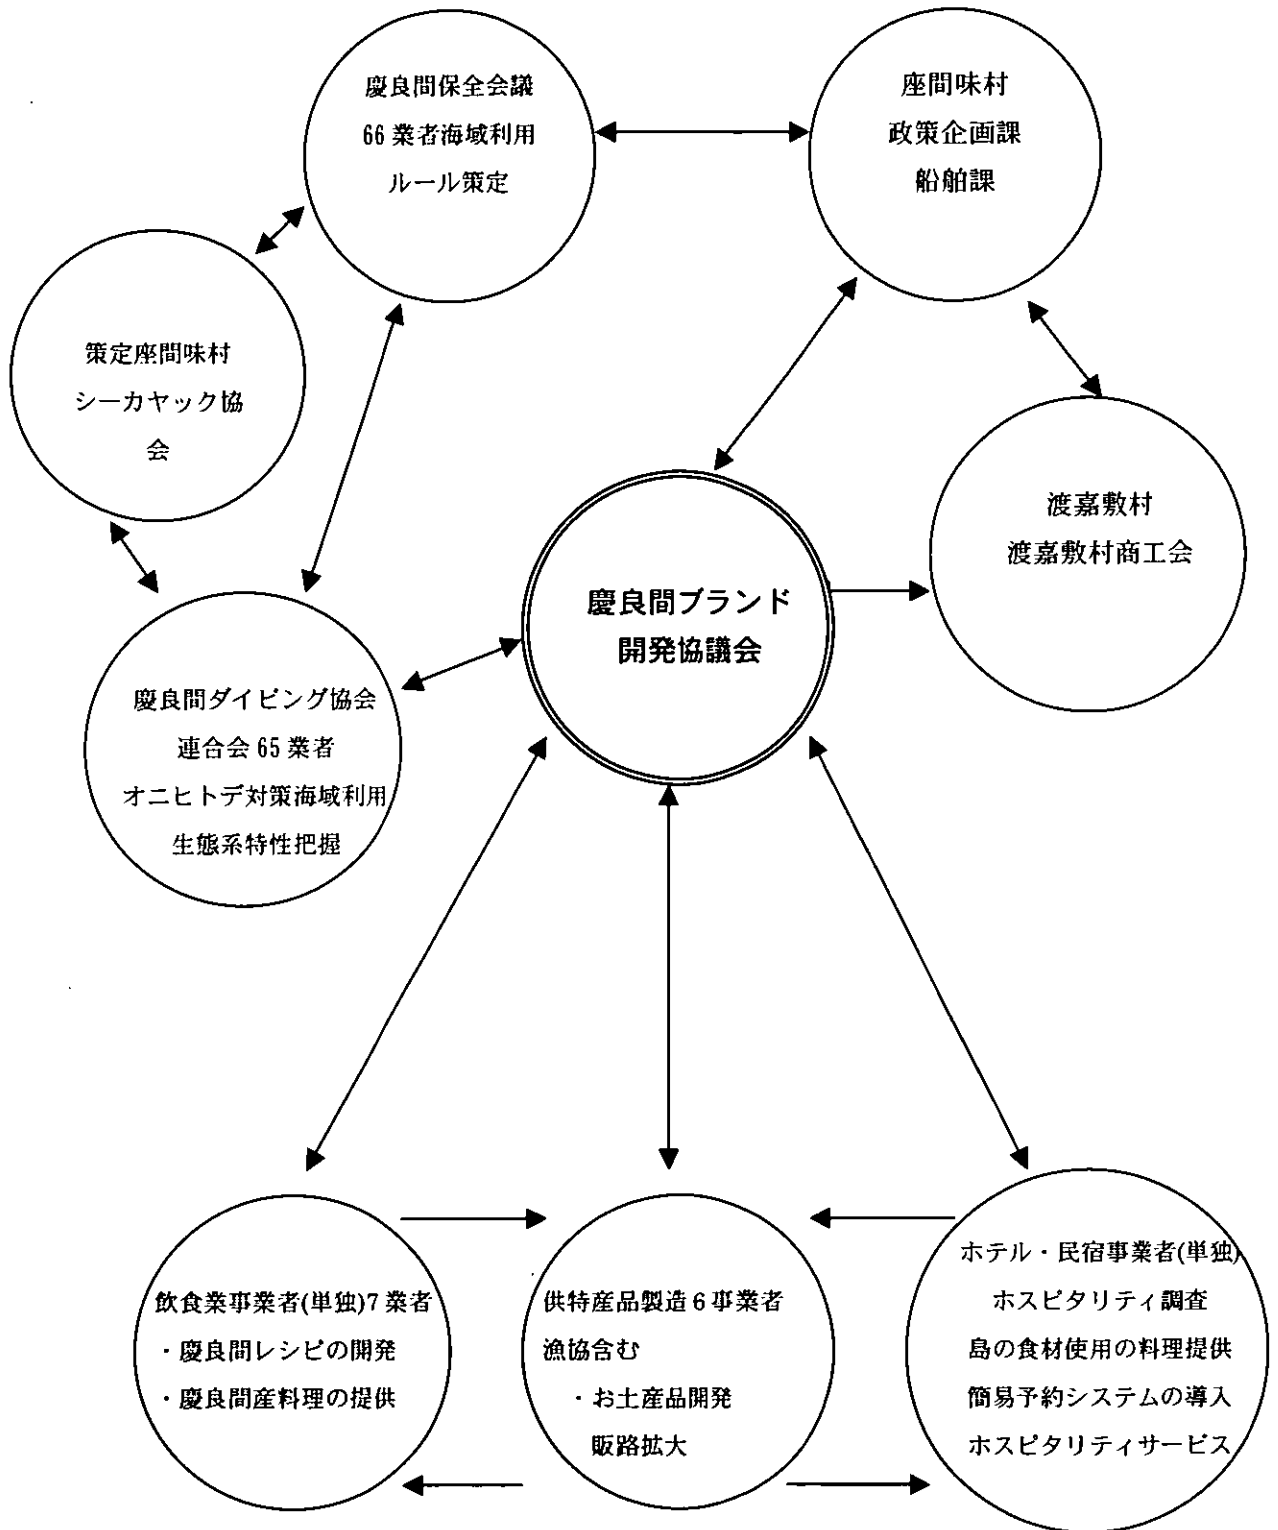 慶良間保全会議
66業者海域利用
ルール策定
座間味村
政策企画課
船舶課
策定座間味村
シーカヤック協
会
渡嘉敷村
渡嘉敷村商工会
慶良間ブランド
開発協議会
慶良間ダイビング協会
連合会65業者
オニヒトデ対策海域利用
生態系特性把握
飲食業事業者(単独)7業者
・慶良間レシピの開発
・慶良間産料理の提供
供特産品製造6事業者
漁協含む
・お土産品開発
販路拡大
ホテル・民宿事業者(単独)
ホスピタリティ調査
島の食材使用の料理提供
簡易予約システムの導入
ホスピタリティサービス